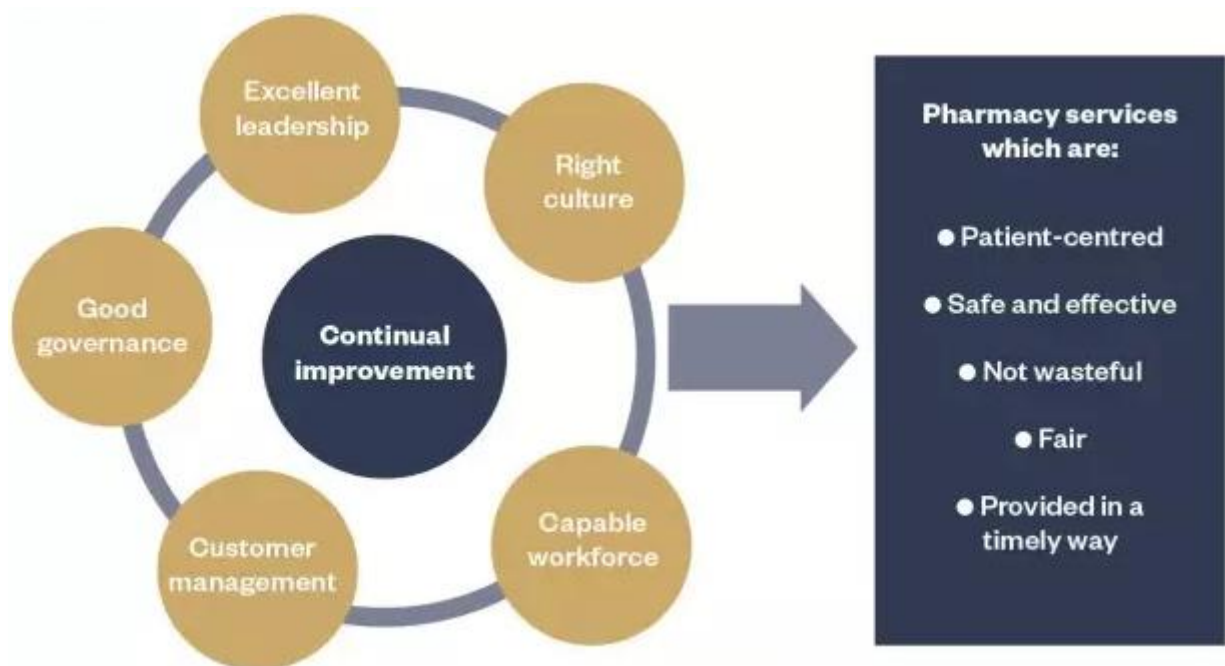 Excellent
leadership
Right
culture
Good
governance
Continual
improvement
Customer
management
Capable
workforce
Pharmacy services
which are:
● Patient-centred
● Safe and effective
● Not wasteful
● Fair
● Provided in a
timely way